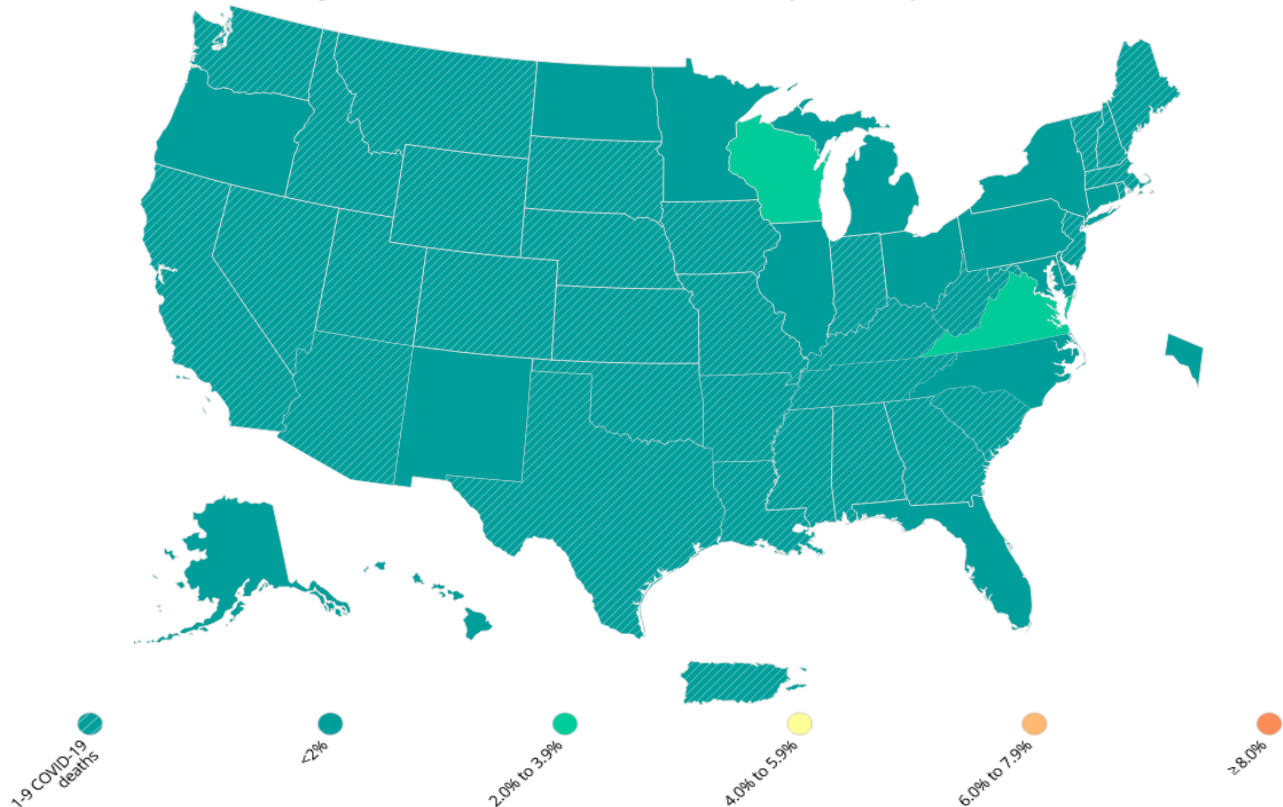 1-9 COVID-19
deaths
<2%
2.0% to 3.9%
4.0% to 5.9%
6.0% to 7.9%
≥8.0%